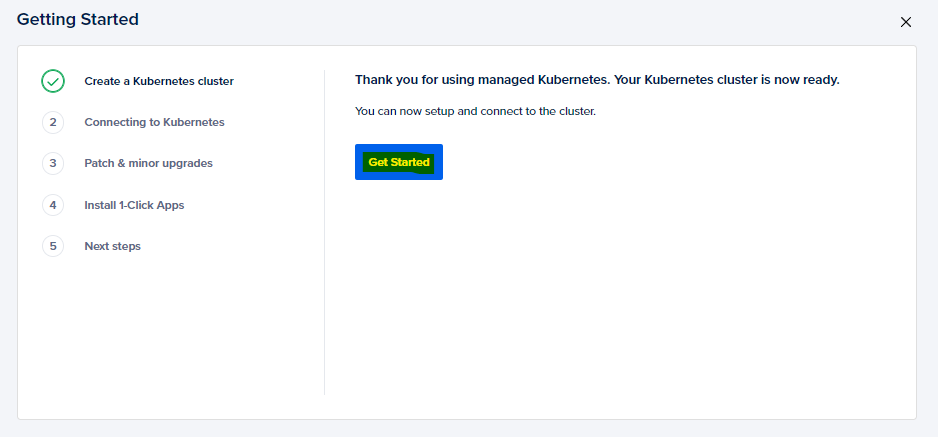 Getting Started
Create a Kubernetes cluster
2 Connecting to Kubernetes
3 Patch & minor upgrades
4 Install 1-Click Apps
5 Next steps
Thank you for using managed Kubernetes. Your Kubernetes cluster is now ready.
You can now setup and connect to the cluster.
Get Started